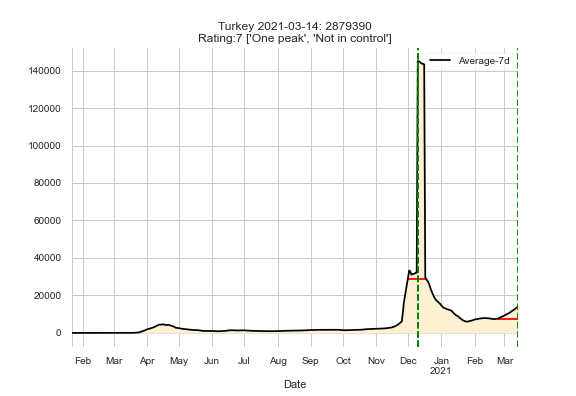 Turkey 2021-03-14: 2879390
Rating:7 ['One peak', 'Not in control']
Average-7d
140000
120000
100000
80000
60000
40000
20000
0
Feb Mar Apr May Jun Jul Aug Sep Oct Nov Dec Jan Feb Mar
2021
Date